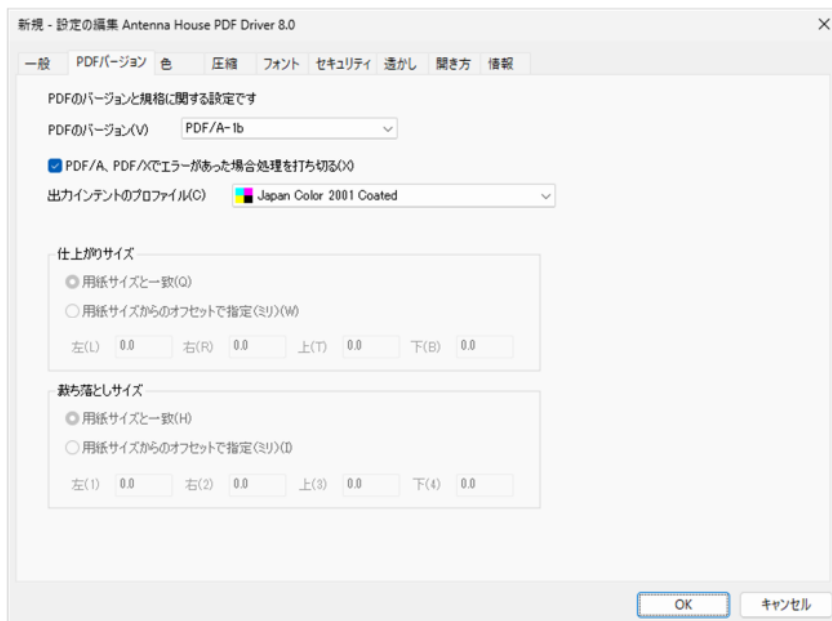 新規 - 設定の編集 Antenna House PDF Driver 8.0
一般 PDFバージョン 色 圧縮 フォント セキュリティ 透かし 開き方 情報
PDFのバージョンと規格に関する設定です
PDFのバージョン(V) PDF/A-1b
PDF/A、PDF/Xでエラーがあった場合処理を打ち切る(X)
出力インテントのプロファイル(C) Japan Color 2001 Coated
仕上がりサイズ
用紙サイズと一致(Q)
用紙サイズからのオフセットで指定(ミリ)(W)
左(L) 0.0 右(R) 0.0 上(T) 0.0 下(B) 0.0
裁ち落としサイズ
用紙サイズと一致(H)
用紙サイズからのオフセットで指定(ミリ)(I)
左(1) 0.0 右(2) 0.0 上(3) 0.0 下(4) 0.0
OK キャンセル